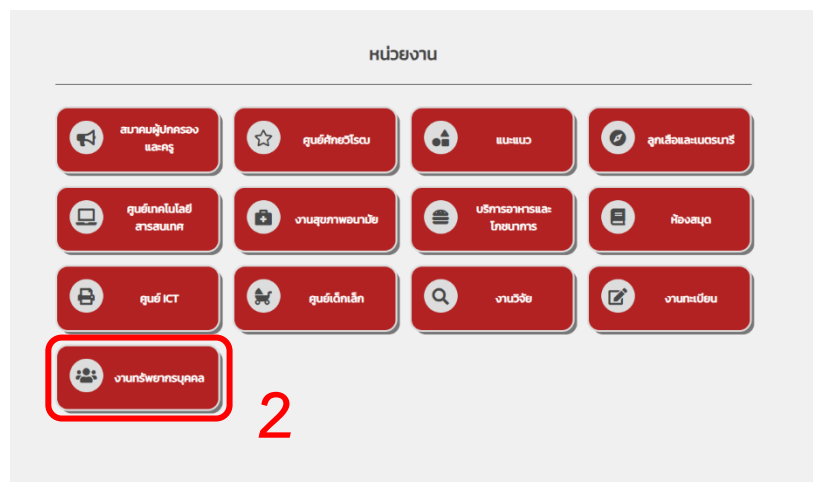 หน่วยงาน
สมาคมผู้ปกครอง
และครู
ศูนย์ศักยวิโรฒ
แนะแนว
ลูกเสือและเนตรนารี
ศูนย์เทคโนโลยี
สารสนเทศ
งานสุขภาพอนามัย
บริการอาหารและ
โภชนาการ
ห้องสมุด
ศูนย์ ICT
ศูนย์เด็กเล็ก
งานวิจัย
งานทะเบียน
งานทรัพยากรบุคคล
2